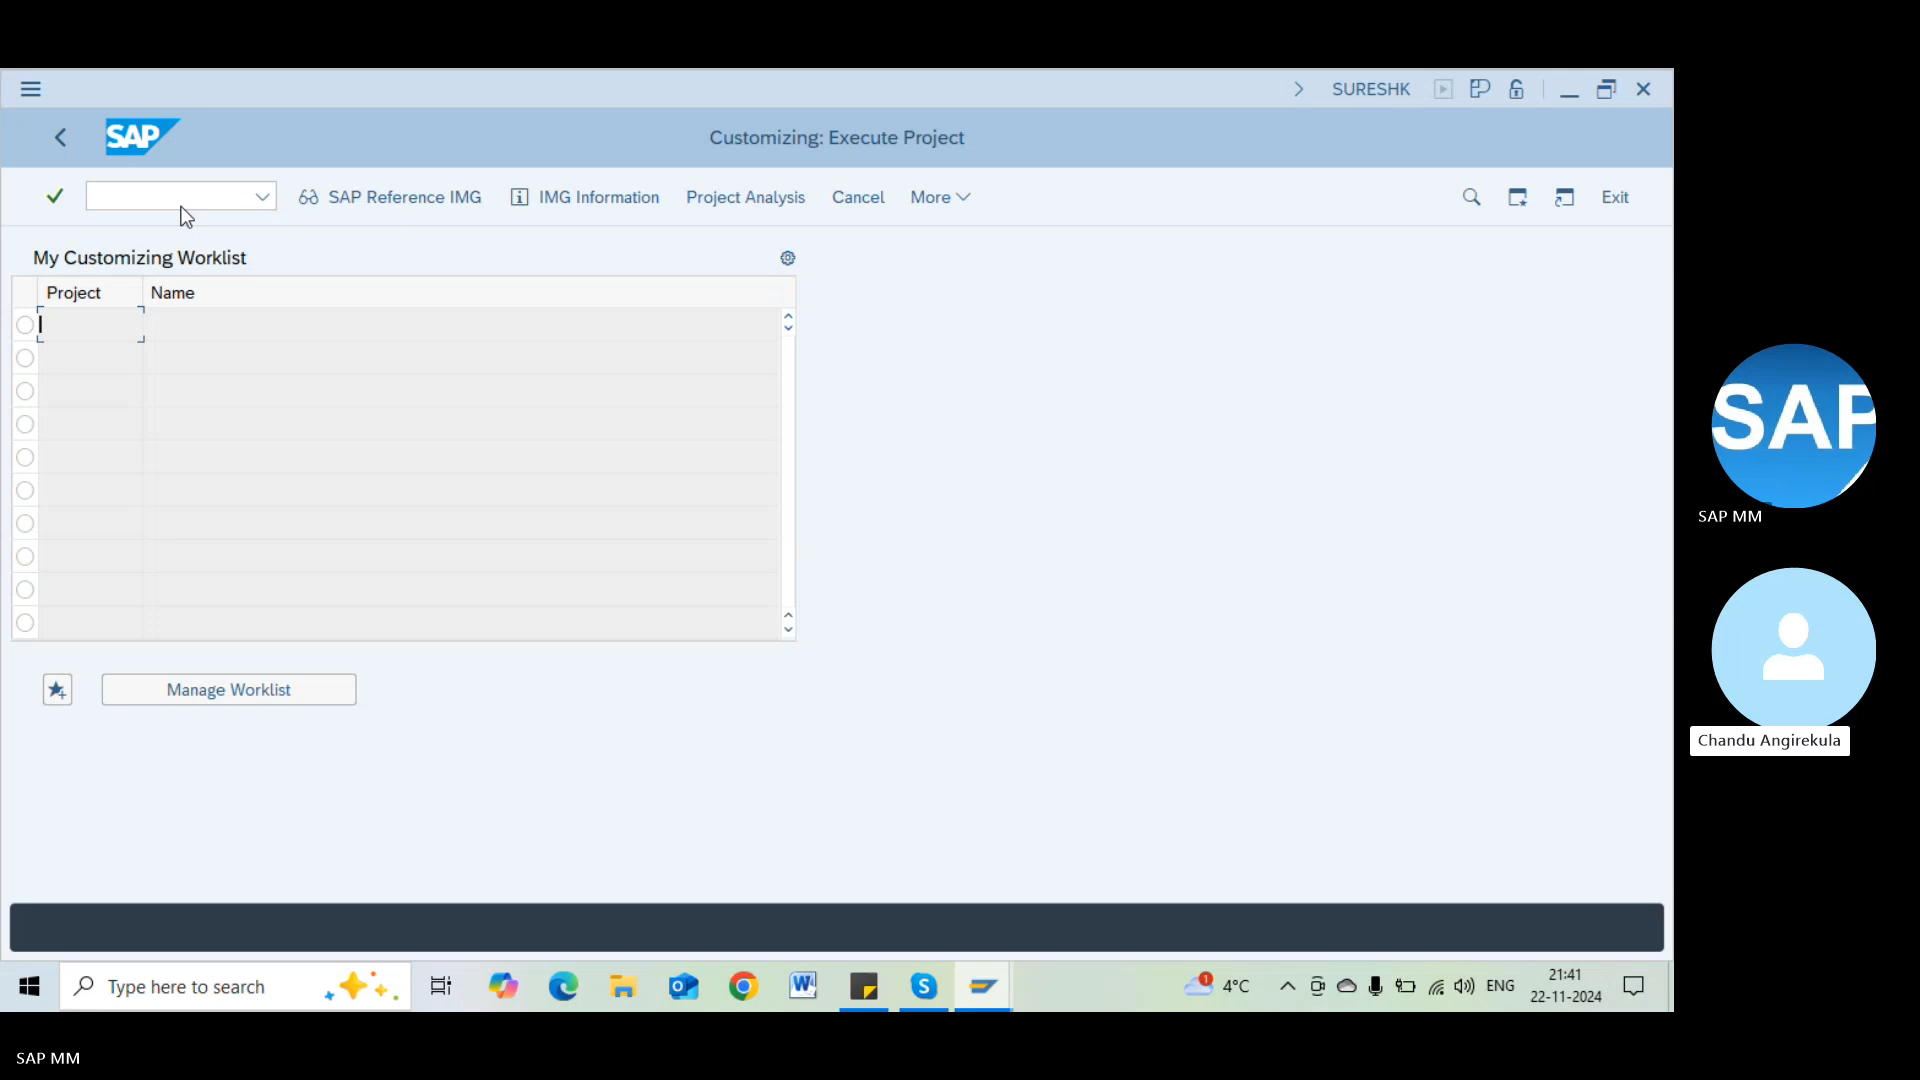 SURESHK
SAP
Customizing: Execute Project
SAP Reference IMG
IMG Information
Project Analysis
Cancel
More
Exit
My Customizing Worklist
Project
Name
Manage Worklist
SAP
SAP MM
Chandu Angirekula
Type here to search
1
4°C
ENG
21:41
22-11-2024
SAP MM